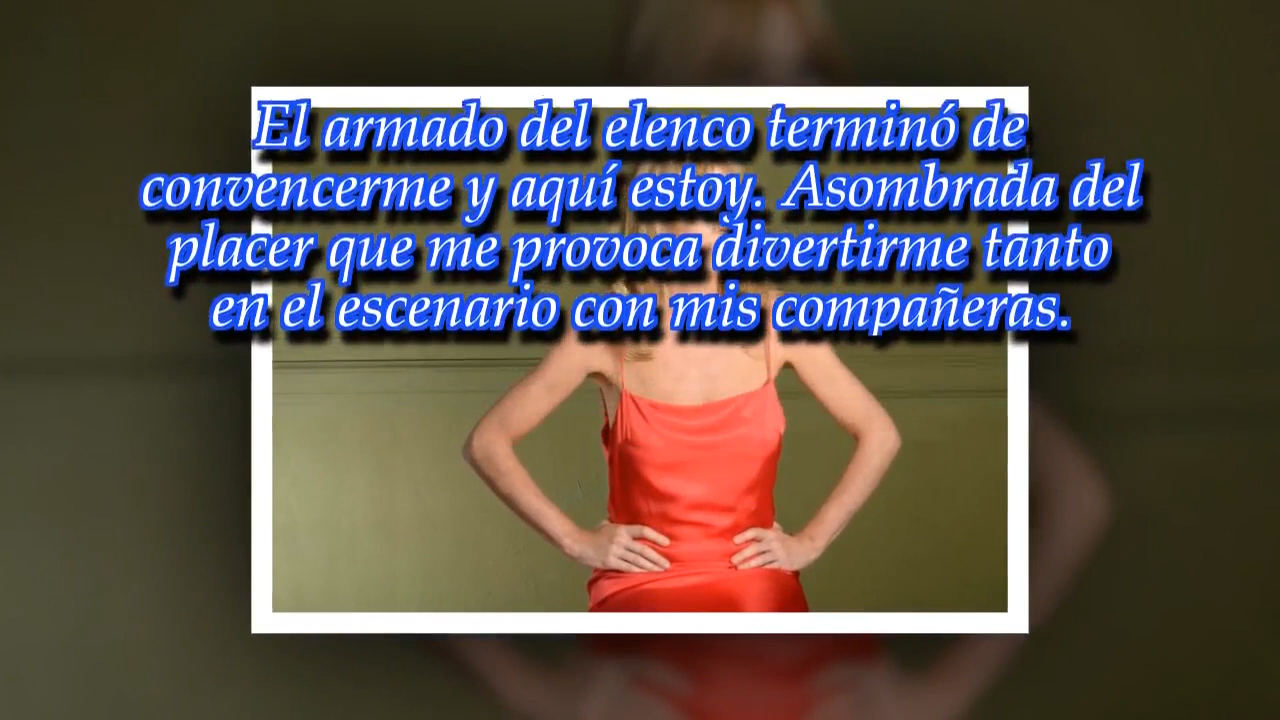 El armado del elenco terminó de
convencerme y aquí estoy. Asombrada del
placer que me provoca divertirme tanto
en el escenario con mis compañeras.